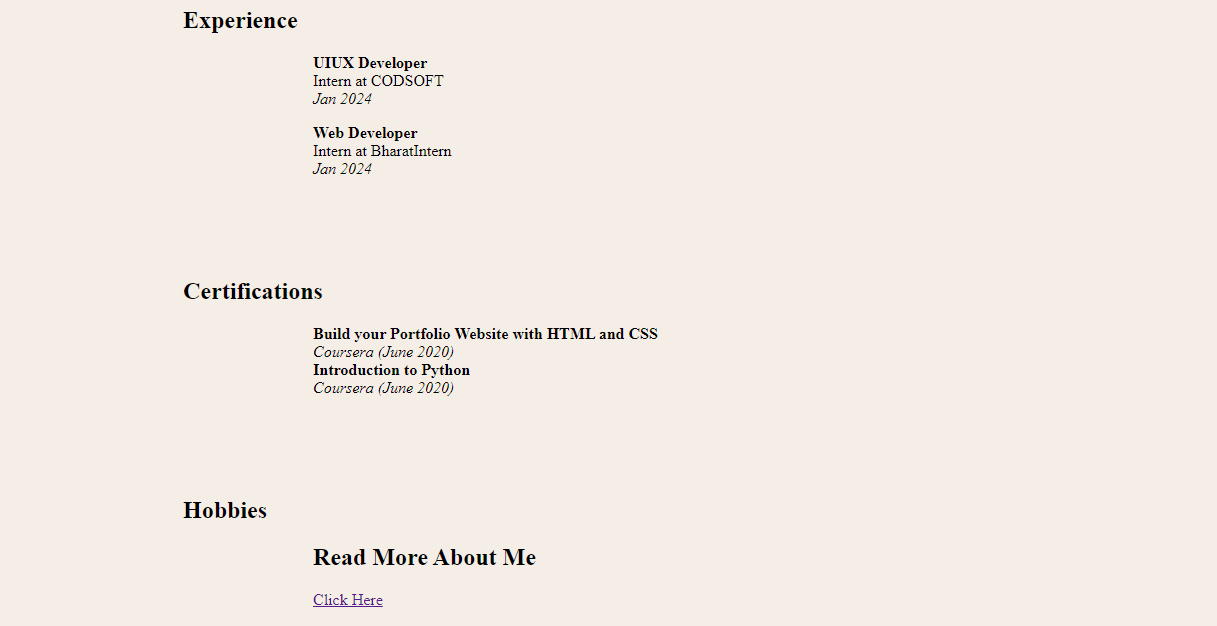 Experience
UIUX Developer
Intern at CODSOFT
Jan 2024
Web Developer
Intern at BharatIntern
Jan 2024
Certifications
Build your Portfolio Website with HTML and CSS
Coursera (June 2020)
Introduction to Python
Coursera (June 2020)
Hobbies
Read More About Me
Click Here